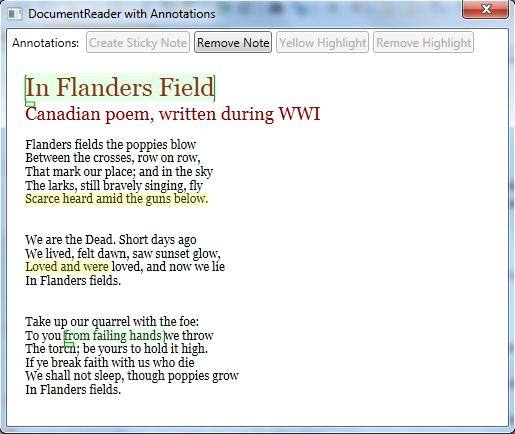 DocumentReader with Annotations
Annotations: Create Sticky Note Remove Note Yellow Highlight Remove Highlight
In Flanders Field
Canadian poem, written during WWI
Flanders fields the poppies blow
Between the crosses, row on row,
That mark our place; and in the sky
The larks, still bravely singing, fly
Scarce heard amid the guns below.
We are the Dead. Short days ago
We lived, felt dawn, saw sunset glow,
Loved and were loved, and now we lie
In Flanders fields.
Take up our quarrel with the foe:
To you from failing hands we throw
The torch; be yours to hold it high.
If ye break faith with us who die
We shall not sleep, though poppies grow
In Flanders fields.